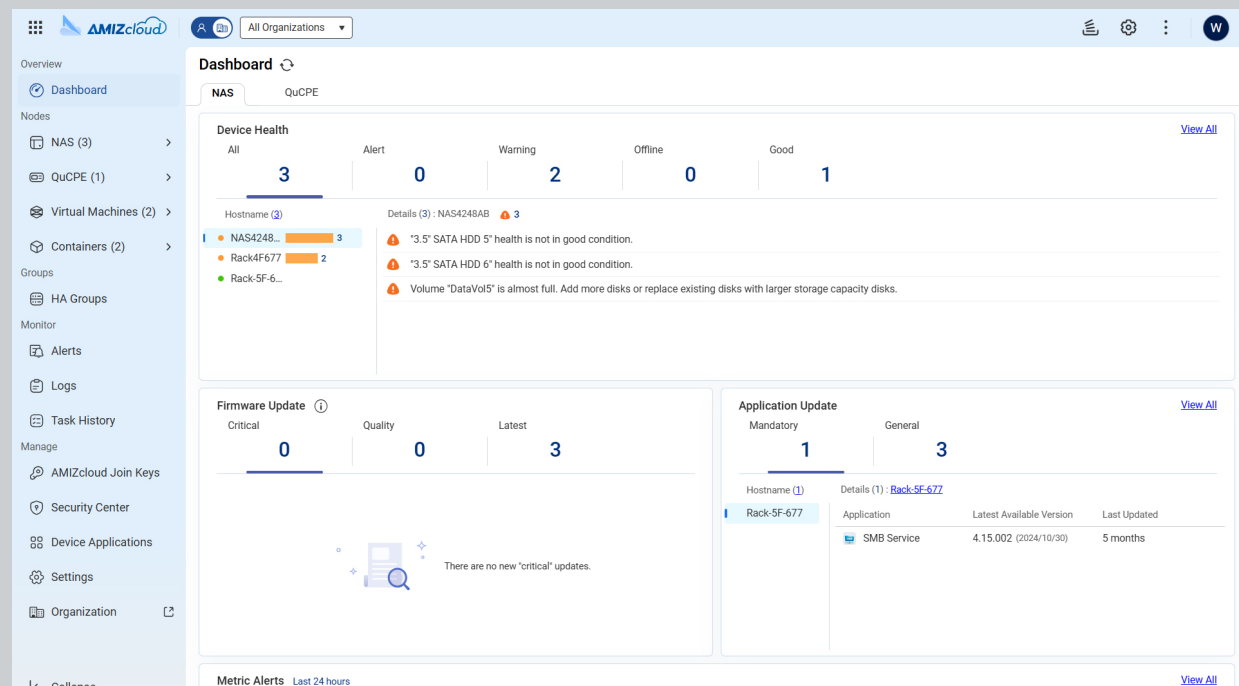 AMIZcloud
All Organizations
W
Overview
Dashboard
Nodes
NAS (3)
QuCPE (1)
Virtual Machines (2)
Containers (2)
Groups
HA Groups
Monitor
Alerts
Logs
Task History
Manage
AMIZcloud Join Keys
Security Center
Device Applications
Settings
Organization
Dashboard
NAS QuCPE
Device Health View All
All Alert Warning Offline Good
3 0 2 0 1
Hostname (3) Details (3) : NAS4248AB 3
NAS4248... 3
Rack4F677 2
Rack-5F-6...
"3.5" SATA HDD 5" health is not in good condition.
"3.5" SATA HDD 6" health is not in good condition.
Volume "DataVol5" is almost full. Add more disks or replace existing disks with larger storage capacity disks.
Firmware Update
Critical Quality Latest
0 0 3
There are no new "critical" updates.
Application Update View All
Mandatory General
1 3
Hostname (1) Details (1) : Rack-5F-677
Rack-5F-677
Application Latest Available Version Last Updated
SMB Service 4.15.002 (2024/10/30) 5 months
Metric Alerts Last 24 hours View All